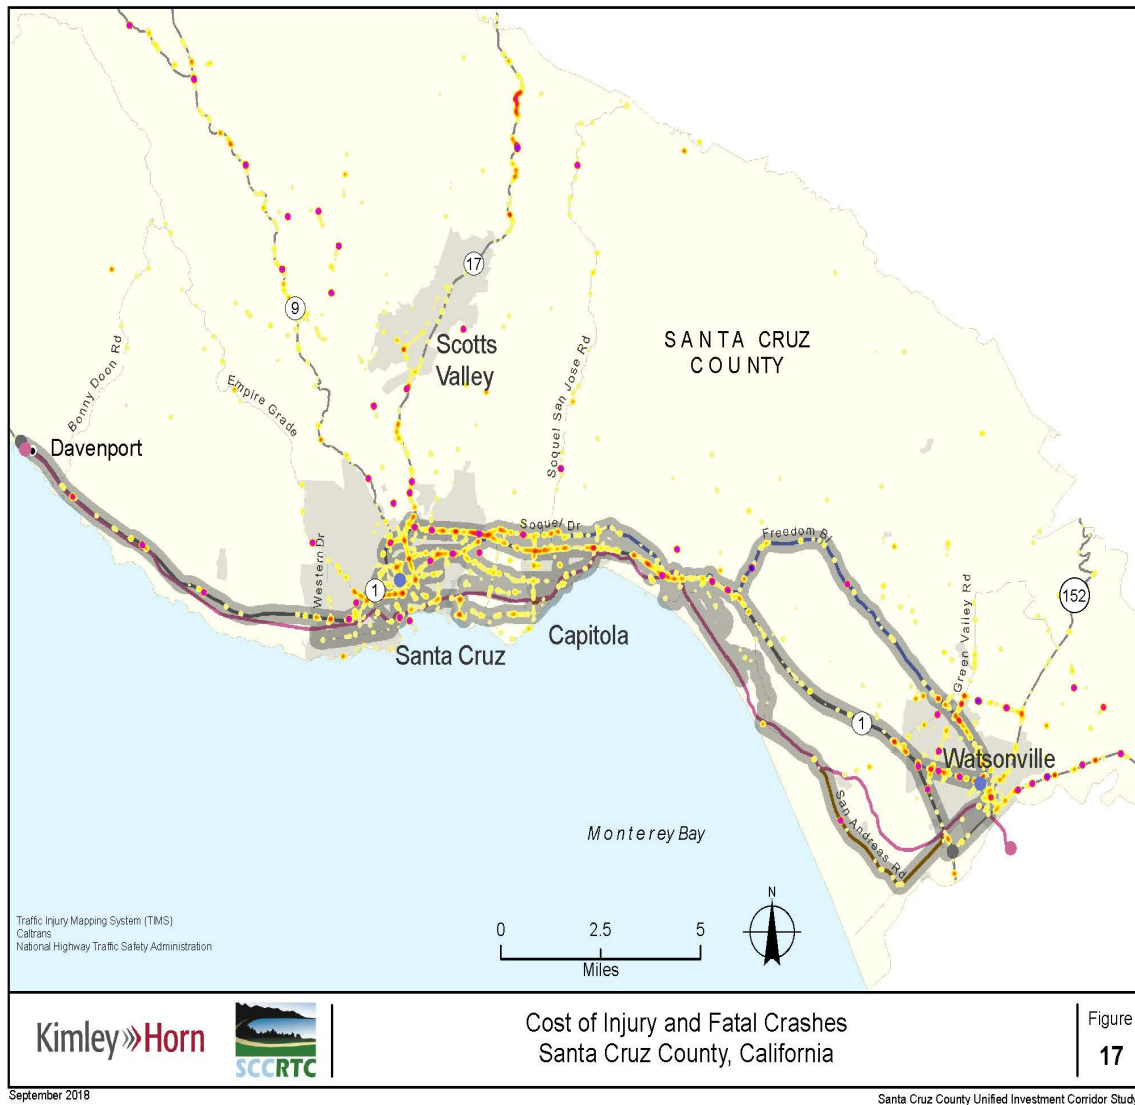 17
9
SANTA CRUZ
COUNTY
Scotts
Valley
Bonny Doon Rd
Empire Grade
Soquel San Jose Rd
Davenport
Soquel Dr
Freedom Bl
Western Dr
1
Green Valley Rd
152
Santa Cruz
Capitola
1
Watsonville
San Andreas Rd
Monterey Bay
N
0 2.5 5
Miles
Traffic Injury Mapping System (TIMS)
Caltrans
National Highway Traffic Safety Administration
Kimley»Horn
SCCRTC
Cost of Injury and Fatal Crashes
Santa Cruz County, California
Figure
17
September 2018
Santa Cruz County Unified Investment Corridor Study